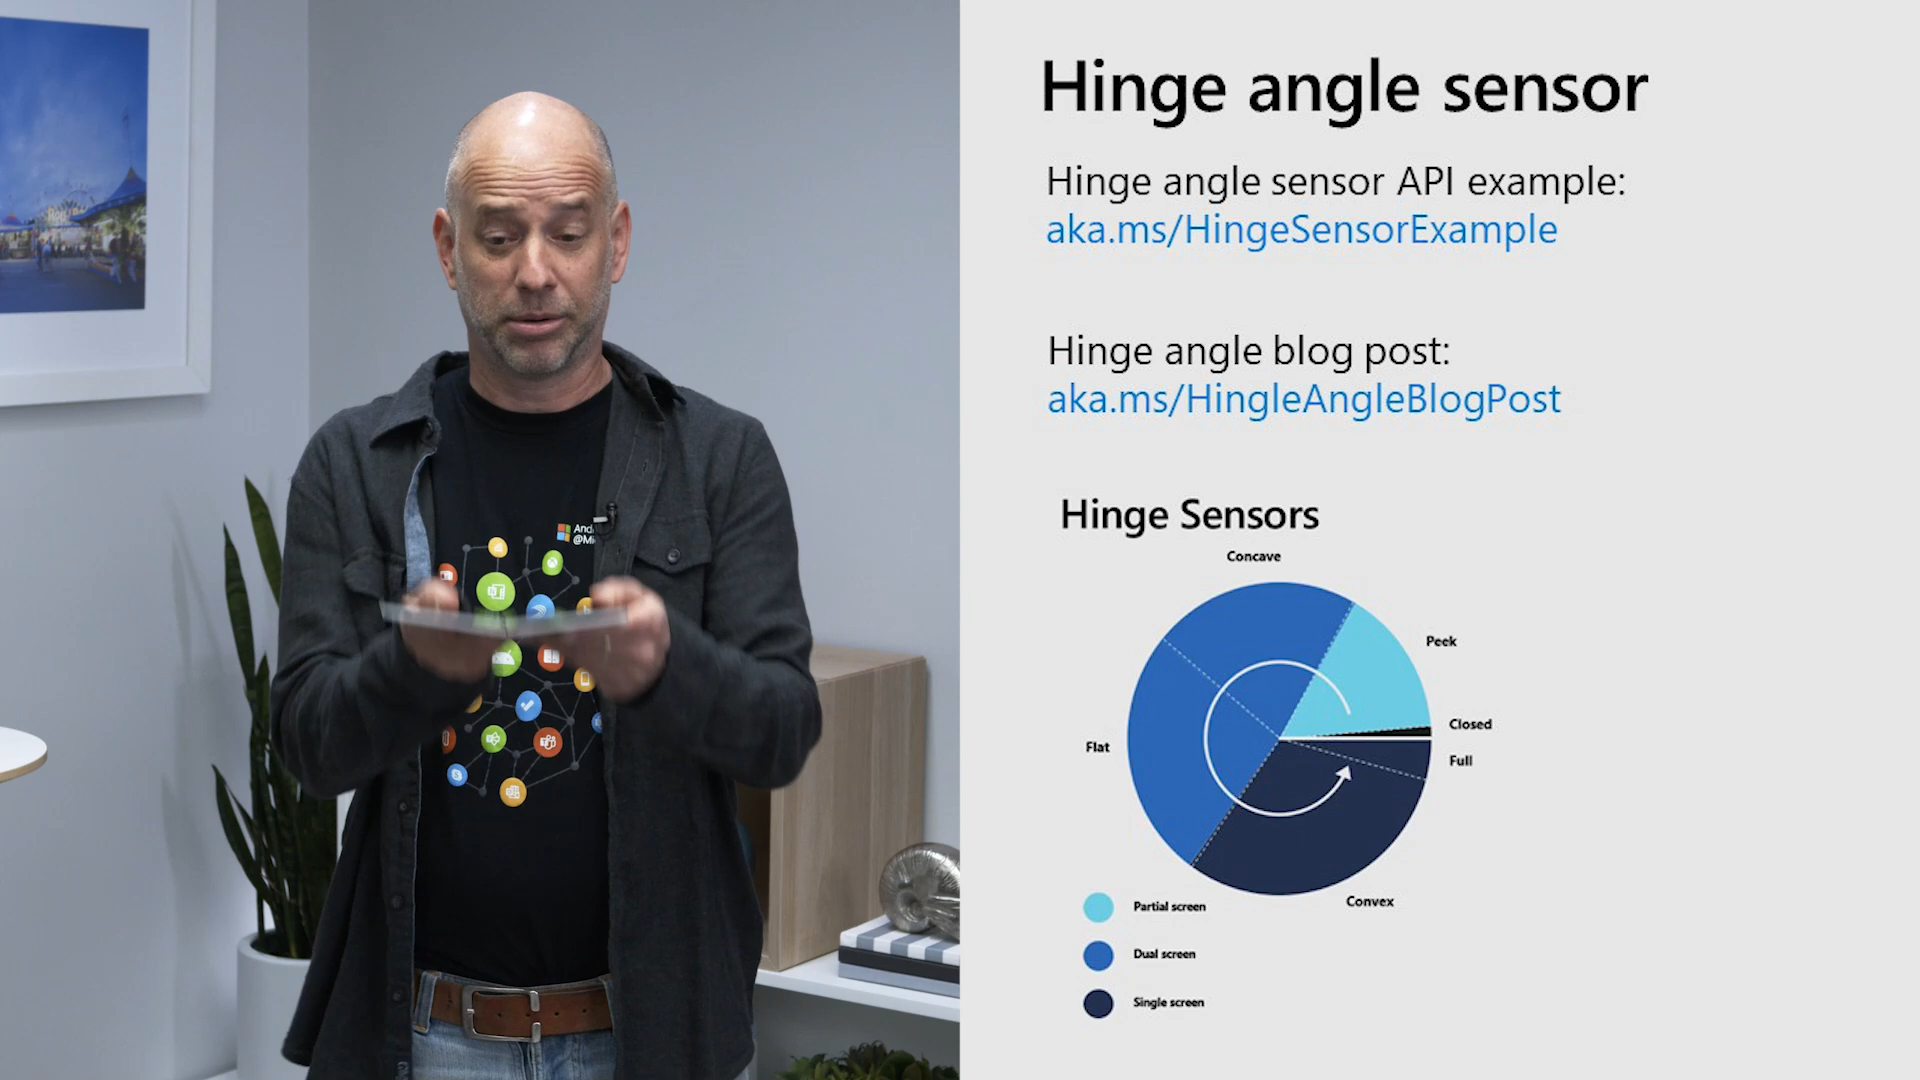 Hinge angle sensor
Hinge angle sensor API example:
aka.ms/HingeSensorExample
Hinge angle blog post:
aka.ms/HingleAngleBlogPost
Hinge Sensors
Concave
Peek
Closed
Full
Flat
Convex
Partial screen
Dual screen
Single screen